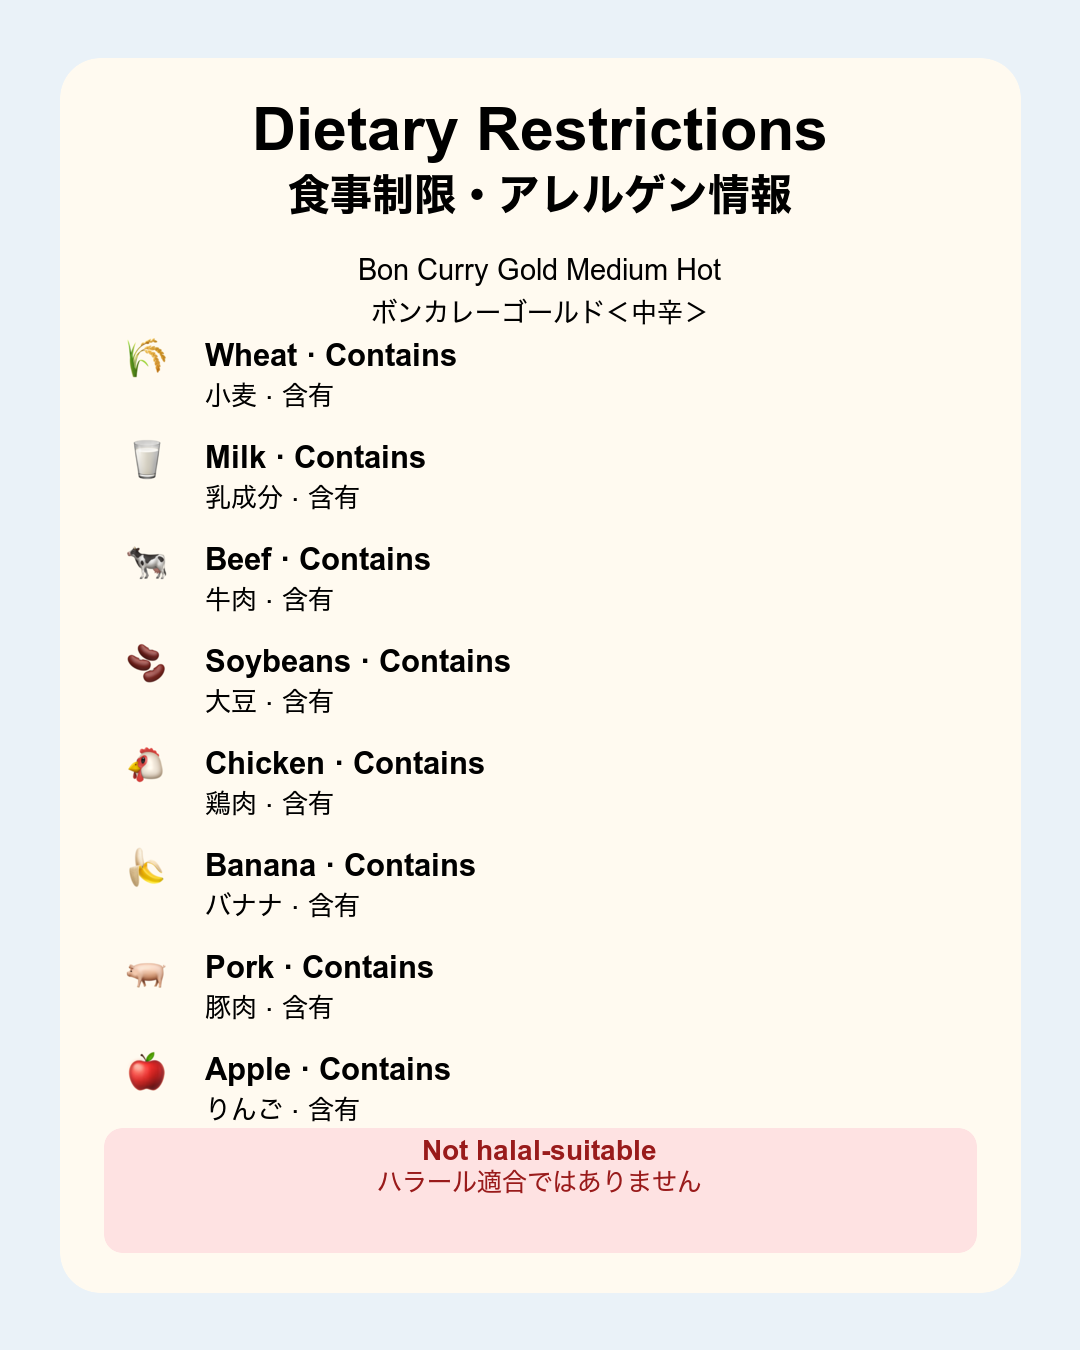 Dietary Restrictions
食事制限・アレルゲン情報
Bon Curry Gold Medium Hot
ボンカレーゴールド＜中辛＞
Wheat · Contains
小麦 · 含有
Milk · Contains
乳成分 · 含有
Beef · Contains
牛肉 · 含有
Soybeans · Contains
大豆 · 含有
Chicken · Contains
鶏肉 · 含有
Banana · Contains
バナナ · 含有
Pork · Contains
豚肉 · 含有
Apple · Contains
りんご · 含有
Not halal-suitable
ハラール適合ではありません